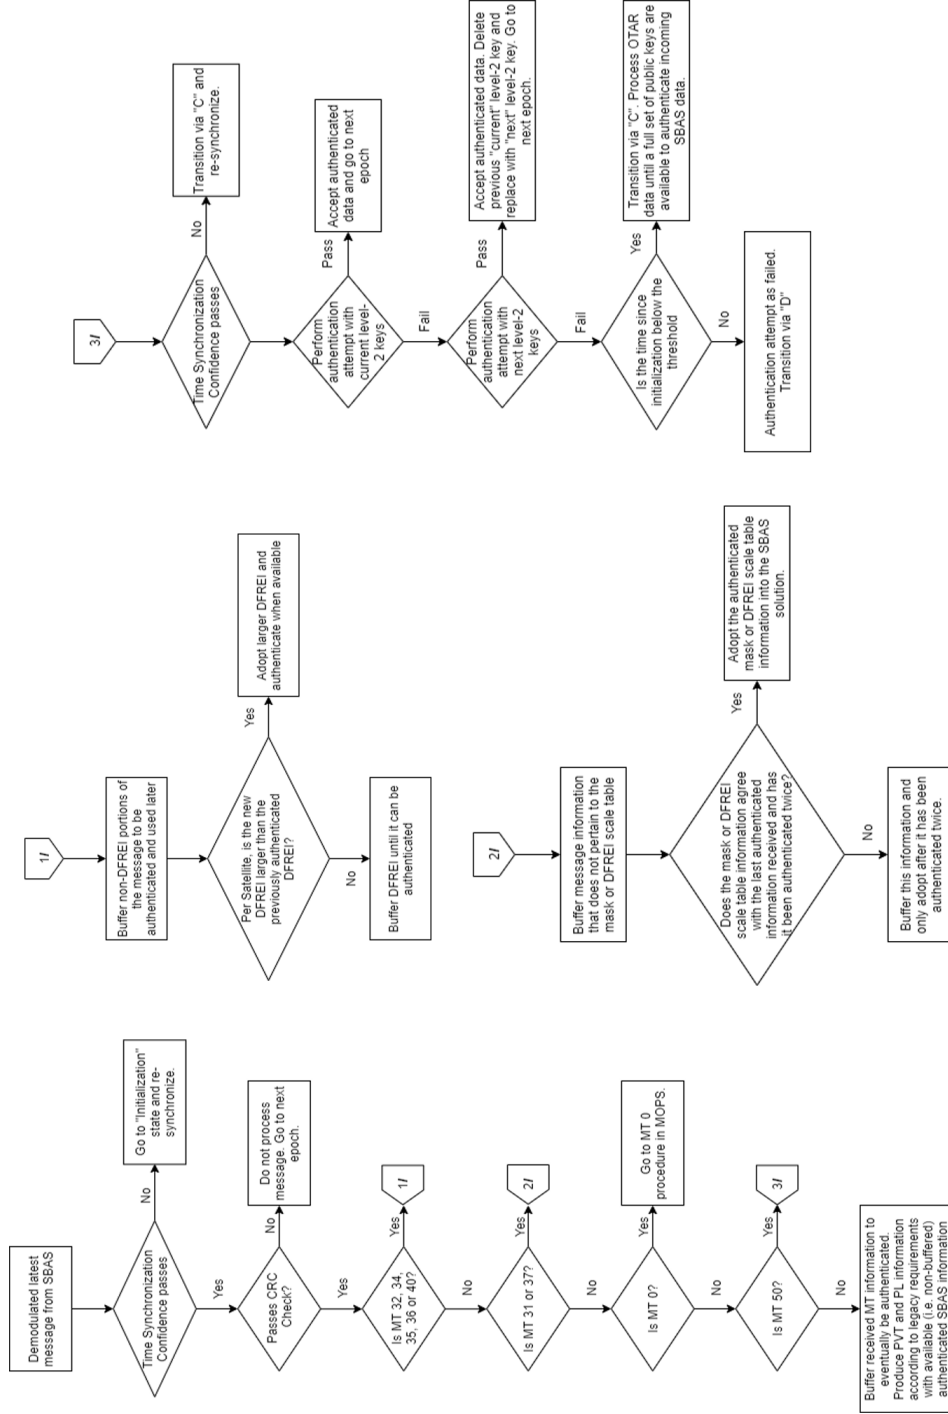 Demodulated latest
message from SBAS
Time Synchronization
Confidence passes
No
Go to "Initialization"
state and re-
synchronize.
Yes
Passes CRC
Check?
No
Do not process
message. Go to next
epoch.
Yes
Is MT 32, 34,
35, 36 or 40?
Yes
1/
No
Is MT 31 or 37?
Yes
2/
No
Is MT 0?
Yes
Go to MT 0
procedure in MOPS.
No
Is MT 50?
Yes
3/
No
Buffer received MT information to
eventually be authenticated.
Produce PVT and PL information
according to legacy requirements
with available (i.e. non-buffered)
authenticated SBAS information
1/
Buffer non-DFREI portions of
the message to be
authenticated and used later
Per Satellite, is the new
DFREI larger than the
previously authenticated
DFREI?
Yes
Adopt larger DFREI and
authenticate when available
No
Buffer DFREI until it can be
authenticated
2/
Buffer message information
that does not pertain to the
mask or DFREI scale table
Does the mask or DFREI
scale table information agree
with the last authenticated
information received and has
it been authenticated twice?
Yes
Adopt the authenticated
mask or DFREI scale table
information into the SBAS
solution.
No
Buffer this information and
only adopt after it has been
authenticated twice.
3/
Time Synchronization
Confidence passes
No
Transition via "C" and
re-synchronize.
Perform
authentication
attempt with
current level-
2 keys
Pass
Accept authenticated
data and go to next
epoch
Fail
Perform
authentication
attempt with
next level-2
keys
Pass
Accept authenticated data. Delete
previous "current" level-2 key and
replace with "next" level-2 key. Go to
next epoch.
Fail
Is the time since
initialization below the
threshold
Yes
Transition via "C". Process OTAR
data until a full set of public keys are
available to authenticate incoming
SBAS data.
No
Authentication attempt as failed.
Transition via "D"